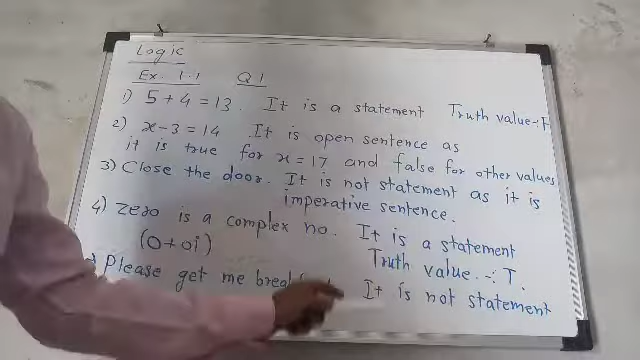 Logic
Ex. 1.1 Q1
1) 5+4=13. It is a statement Truth value:- F
2) x-3=14 .It is open sentence as
it is true for x=17 and false for other values
3) Close the door. It is not statement as it is
imperative sentence.
4) Zero is a complex no. It is a statement
(0+0i) Truth value.:- T.
Please get me It is not statement